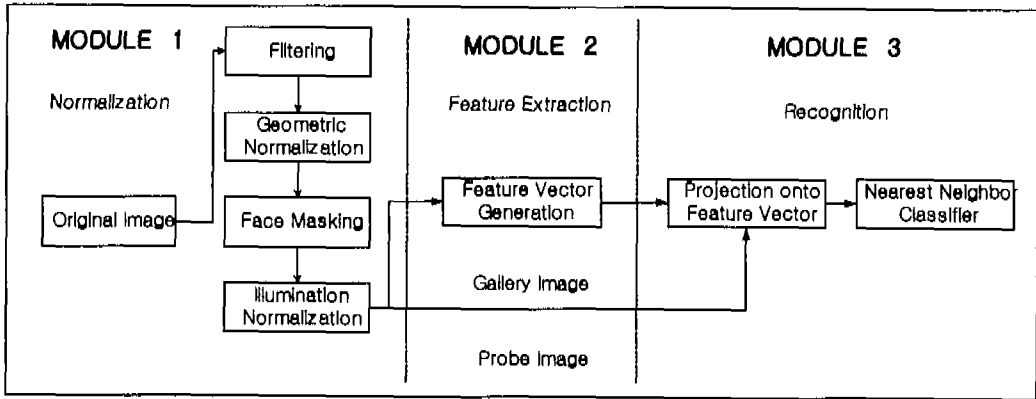 MODULE 1
Normalization
Original Image
Filtering
Geometric
Normalization
Face Masking
Illumination
Normalization
MODULE 2
Feature Extraction
Feature Vector
Generation
Gallery Image
Probe Image
MODULE 3
Recognition
Projection onto
Feature Vector
Nearest Neighbor
Classifier